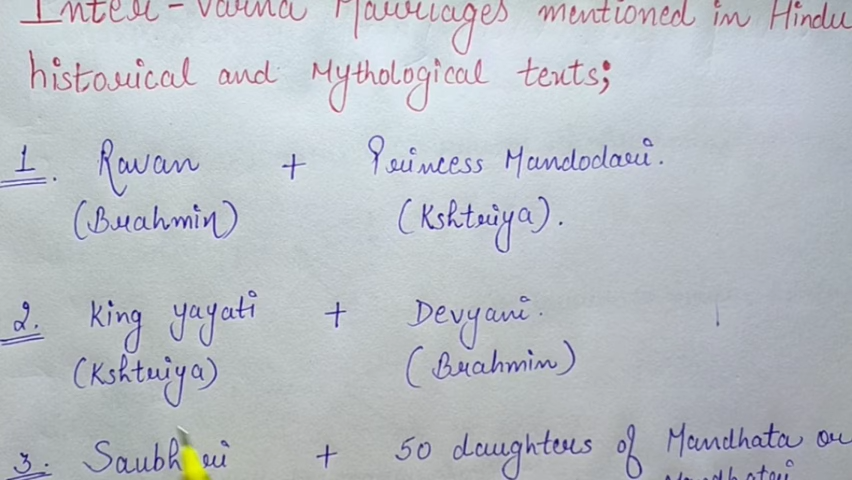 Inter-Varna Marriages mentioned in Hindu
historical and Mythological texts;
1. Ravan + Princess Mandodari.
(Brahmin) (Kshtriya).
2. King yayati + Devyani.
(Kshtriya) (Brahmin)
3. Saubhari + 50 daughters of Mandhata or